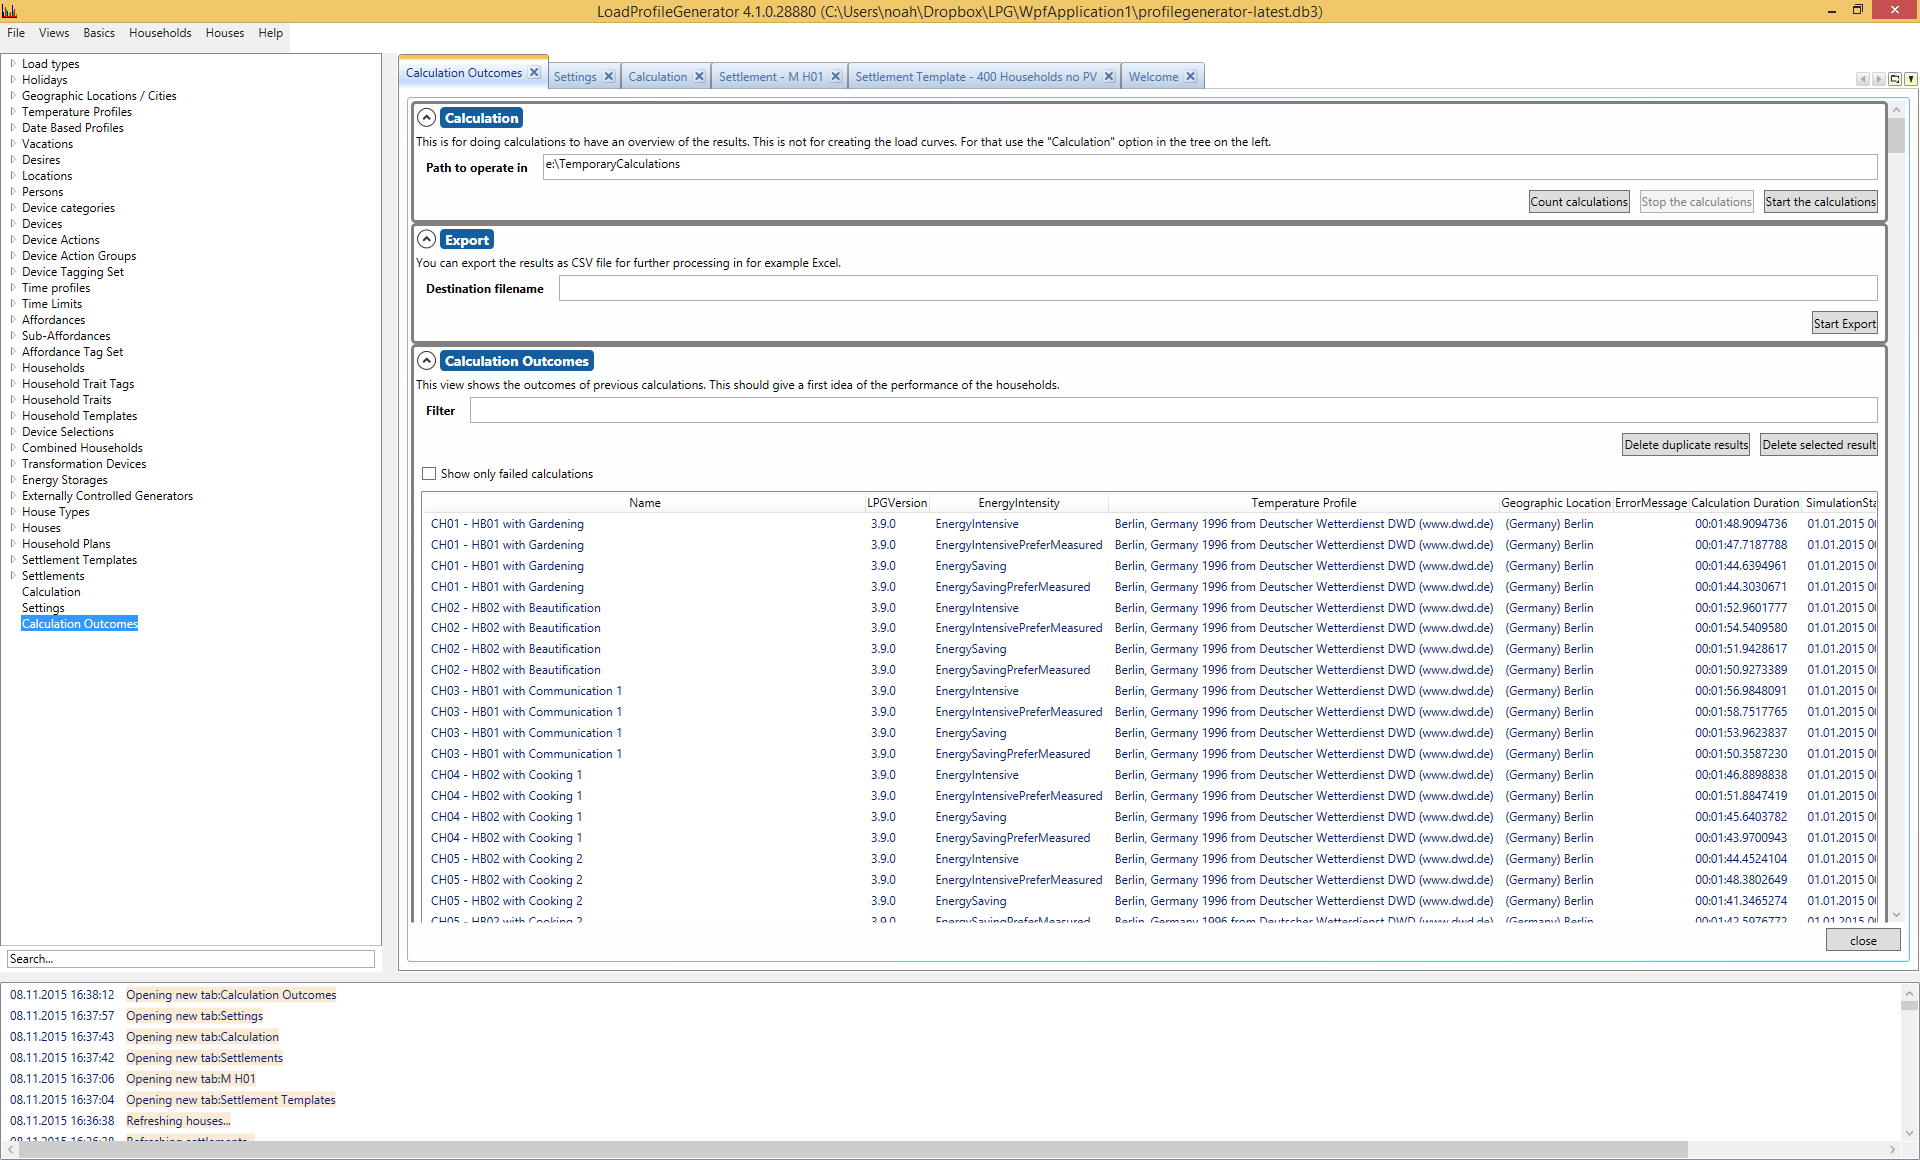 LoadProfileGenerator 4.1.0.28880 (C:\Users\noah\Dropbox\LPG\WpfApplication1\profilegenerator-latest.db3)
File Views Basics Households Houses Help
Load types
Holidays
Geographic Locations / Cities
Temperature Profiles
Date Based Profiles
Vacations
Desires
Locations
Persons
Device categories
Devices
Device Actions
Device Action Groups
Device Tagging Set
Time profiles
Time Limits
Affordances
Sub-Affordances
Affordance Tag Set
Households
Household Trait Tags
Household Traits
Household Templates
Device Selections
Combined Households
Transformation Devices
Energy Storages
Externally Controlled Generators
House Types
Houses
Household Plans
Settlement Templates
Settlements
Calculation
Settings
Calculation Outcomes
Search...
Calculation Outcomes Settings Calculation Settlement - M H01 Settlement Template - 400 Households no PV Welcome
Calculation
This is for doing calculations to have an overview of the results. This is not for creating the load curves. For that use the "Calculation" option in the tree on the left.
Path to operate in e:\TemporaryCalculations
Count calculations Stop the calculations Start the calculations
Export
You can export the results as CSV file for further processing in for example Excel.
Destination filename
Start Export
Calculation Outcomes
This view shows the outcomes of previous calculations. This should give a first idea of the performance of the households.
Filter
Delete duplicate results Delete selected result
Show only failed calculations
Name LPGVersion EnergyIntensity Temperature Profile Geographic Location ErrorMessage Calculation Duration SimulationSta
CH01 - HB01 with Gardening 3.9.0 EnergyIntensive Berlin, Germany 1996 from Deutscher Wetterdienst DWD (www.dwd.de) (Germany) Berlin 00:01:48.9094736 01.01.2015 0
CH01 - HB01 with Gardening 3.9.0 EnergyIntensivePreferMeasured Berlin, Germany 1996 from Deutscher Wetterdienst DWD (www.dwd.de) (Germany) Berlin 00:01:47.7187788 01.01.2015 0
CH01 - HB01 with Gardening 3.9.0 EnergySaving Berlin, Germany 1996 from Deutscher Wetterdienst DWD (www.dwd.de) (Germany) Berlin 00:01:44.6394961 01.01.2015 0
CH01 - HB01 with Gardening 3.9.0 EnergySavingPreferMeasured Berlin, Germany 1996 from Deutscher Wetterdienst DWD (www.dwd.de) (Germany) Berlin 00:01:44.3030671 01.01.2015 0
CH02 - HB02 with Beautification 3.9.0 EnergyIntensive Berlin, Germany 1996 from Deutscher Wetterdienst DWD (www.dwd.de) (Germany) Berlin 00:01:52.9601777 01.01.2015 0
CH02 - HB02 with Beautification 3.9.0 EnergyIntensivePreferMeasured Berlin, Germany 1996 from Deutscher Wetterdienst DWD (www.dwd.de) (Germany) Berlin 00:01:54.5409580 01.01.2015 0
CH02 - HB02 with Beautification 3.9.0 EnergySaving Berlin, Germany 1996 from Deutscher Wetterdienst DWD (www.dwd.de) (Germany) Berlin 00:01:51.9428617 01.01.2015 0
CH02 - HB02 with Beautification 3.9.0 EnergySavingPreferMeasured Berlin, Germany 1996 from Deutscher Wetterdienst DWD (www.dwd.de) (Germany) Berlin 00:01:50.9273389 01.01.2015 0
CH03 - HB01 with Communication 1 3.9.0 EnergyIntensive Berlin, Germany 1996 from Deutscher Wetterdienst DWD (www.dwd.de) (Germany) Berlin 00:01:56.9848091 01.01.2015 0
CH03 - HB01 with Communication 1 3.9.0 EnergyIntensivePreferMeasured Berlin, Germany 1996 from Deutscher Wetterdienst DWD (www.dwd.de) (Germany) Berlin 00:01:58.7517765 01.01.2015 0
CH03 - HB01 with Communication 1 3.9.0 EnergySaving Berlin, Germany 1996 from Deutscher Wetterdienst DWD (www.dwd.de) (Germany) Berlin 00:01:53.9623837 01.01.2015 0
CH03 - HB01 with Communication 1 3.9.0 EnergySavingPreferMeasured Berlin, Germany 1996 from Deutscher Wetterdienst DWD (www.dwd.de) (Germany) Berlin 00:01:50.3587230 01.01.2015 0
CH04 - HB02 with Cooking 1 3.9.0 EnergyIntensive Berlin, Germany 1996 from Deutscher Wetterdienst DWD (www.dwd.de) (Germany) Berlin 00:01:46.8898838 01.01.2015 0
CH04 - HB02 with Cooking 1 3.9.0 EnergyIntensivePreferMeasured Berlin, Germany 1996 from Deutscher Wetterdienst DWD (www.dwd.de) (Germany) Berlin 00:01:51.8847419 01.01.2015 0
CH04 - HB02 with Cooking 1 3.9.0 EnergySaving Berlin, Germany 1996 from Deutscher Wetterdienst DWD (www.dwd.de) (Germany) Berlin 00:01:45.6403782 01.01.2015 0
CH04 - HB02 with Cooking 1 3.9.0 EnergySavingPreferMeasured Berlin, Germany 1996 from Deutscher Wetterdienst DWD (www.dwd.de) (Germany) Berlin 00:01:43.9700943 01.01.2015 0
CH05 - HB02 with Cooking 2 3.9.0 EnergyIntensive Berlin, Germany 1996 from Deutscher Wetterdienst DWD (www.dwd.de) (Germany) Berlin 00:01:44.4524104 01.01.2015 0
CH05 - HB02 with Cooking 2 3.9.0 EnergyIntensivePreferMeasured Berlin, Germany 1996 from Deutscher Wetterdienst DWD (www.dwd.de) (Germany) Berlin 00:01:48.3802649 01.01.2015 0
CH05 - HB02 with Cooking 2 3.9.0 EnergySaving Berlin, Germany 1996 from Deutscher Wetterdienst DWD (www.dwd.de) (Germany) Berlin 00:01:41.3465274 01.01.2015 0
CH05 - HB02 with Cooking 2 3.9.0 EnergySavingPreferMeasured Berlin, Germany 1996 from Deutscher Wetterdienst DWD (www.dwd.de) (Germany) Berlin 00:01:42.5976772 01.01.2015 0
close
08.11.2015 16:38:12 Opening new tab:Calculation Outcomes
08.11.2015 16:37:57 Opening new tab:Settings
08.11.2015 16:37:43 Opening new tab:Calculation
08.11.2015 16:37:42 Opening new tab:Settlements
08.11.2015 16:37:06 Opening new tab:M H01
08.11.2015 16:37:04 Opening new tab:Settlement Templates
08.11.2015 16:36:38 Refreshing houses...
08.11.2015 16:36:38 Refreshing settlements...